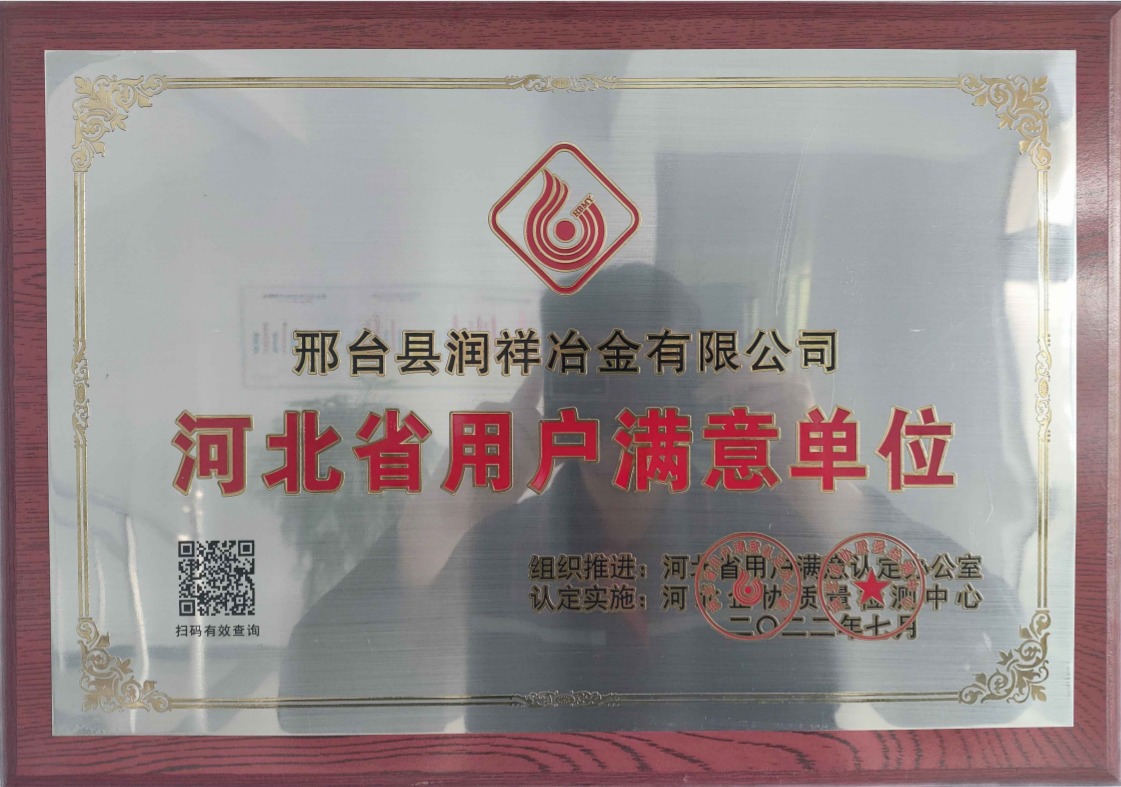 邢台县润祥冶金有限公司
河北省用户满意单位
扫码有效查询
组织推进：河北省用户满意认定办公室
认定实施：河北企协质量检测中心
二〇二二年七月